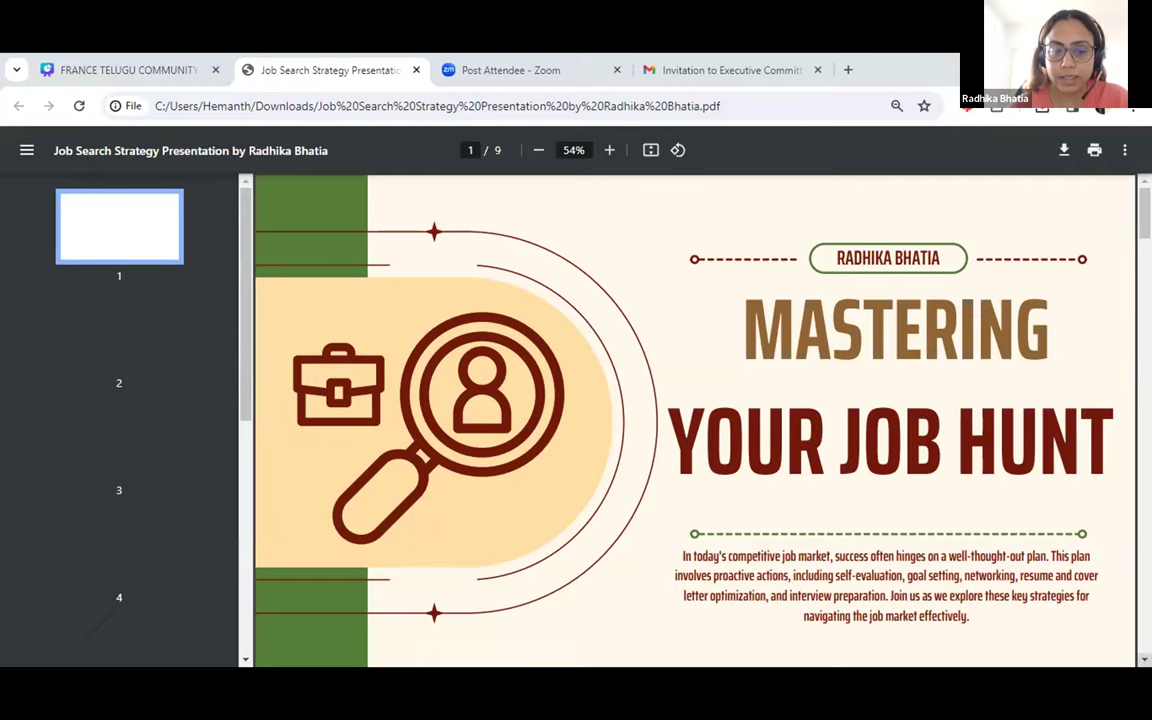 FRANCE TELUGU COMMUNITY
Job Search Strategy Presentatio
Post Attendee - Zoom
Invitation to Executive Committ
File
C:/Users/Hemanth/Downloads/Job%20Search%20Strategy%20Presentation%20by%20Radhika%20Bhatia.pdf
Radhika Bhatia
Job Search Strategy Presentation by Radhika Bhatia
1 / 9
54%
1
2
3
4
RADHIKA BHATIA
MASTERING
YOUR JOB HUNT
In today's competitive job market, success often hinges on a well-thought-out plan. This plan
involves proactive actions, including self-evaluation, goal setting, networking, resume and cover
letter optimization, and interview preparation. Join us as we explore these key strategies for
navigating the job market effectively.